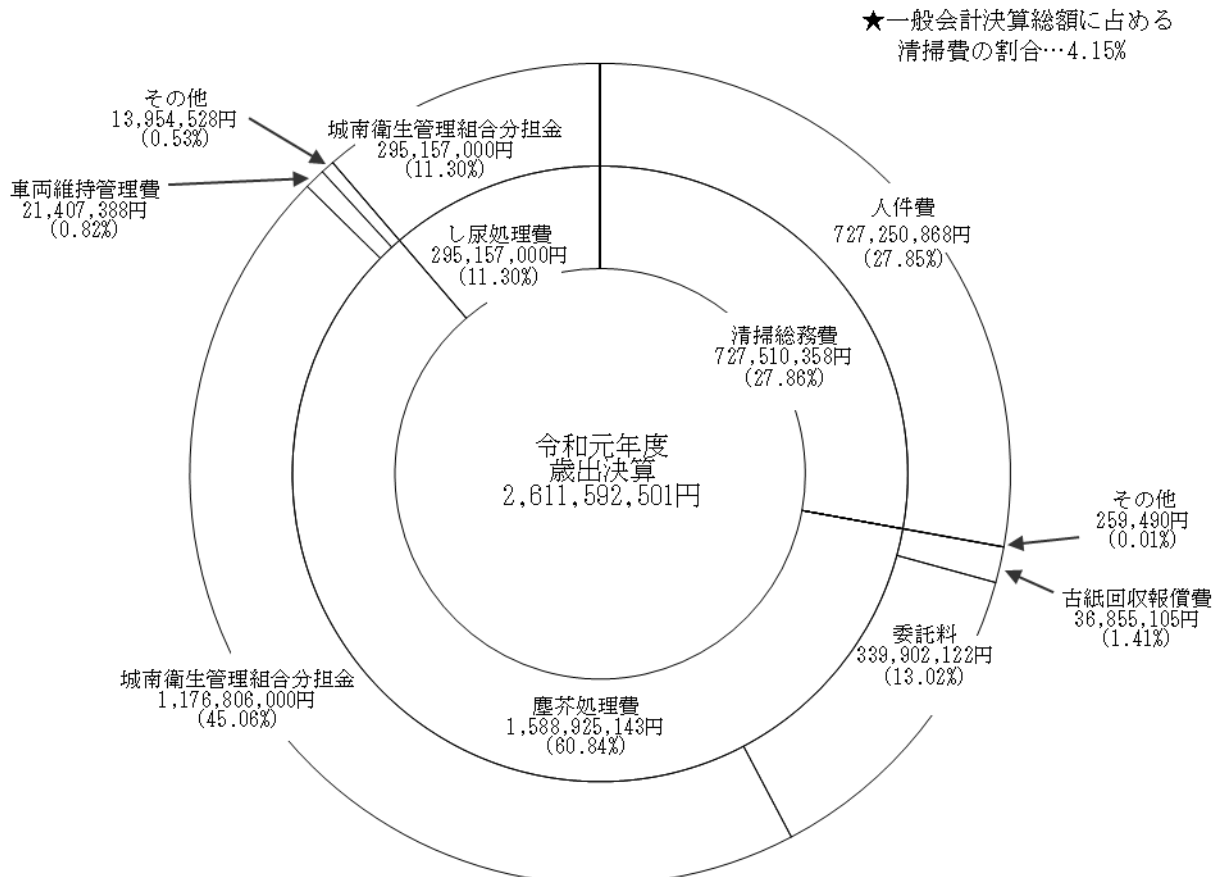 ★一般会計決算総額に占める
清掃費の割合…4.15%
その他
13,954,528円
(0.53%)
城南衛生管理組合分担金
295,157,000円
(11.30%)
車両維持管理費
21,407,388円
(0.82%)
人件費
727,250,868円
(27.85%)
し尿処理費
295,157,000円
(11.30%)
清掃総務費
727,510,358円
(27.86%)
令和元年度
歳出決算
2,611,592,501円
その他
259,490円
(0.01%)
古紙回収報償費
36,855,105円
(1.41%)
委託料
339,902,122円
(13.02%)
城南衛生管理組合分担金
1,176,806,000円
(45.06%)
塵芥処理費
1,588,925,143円
(60.84%)